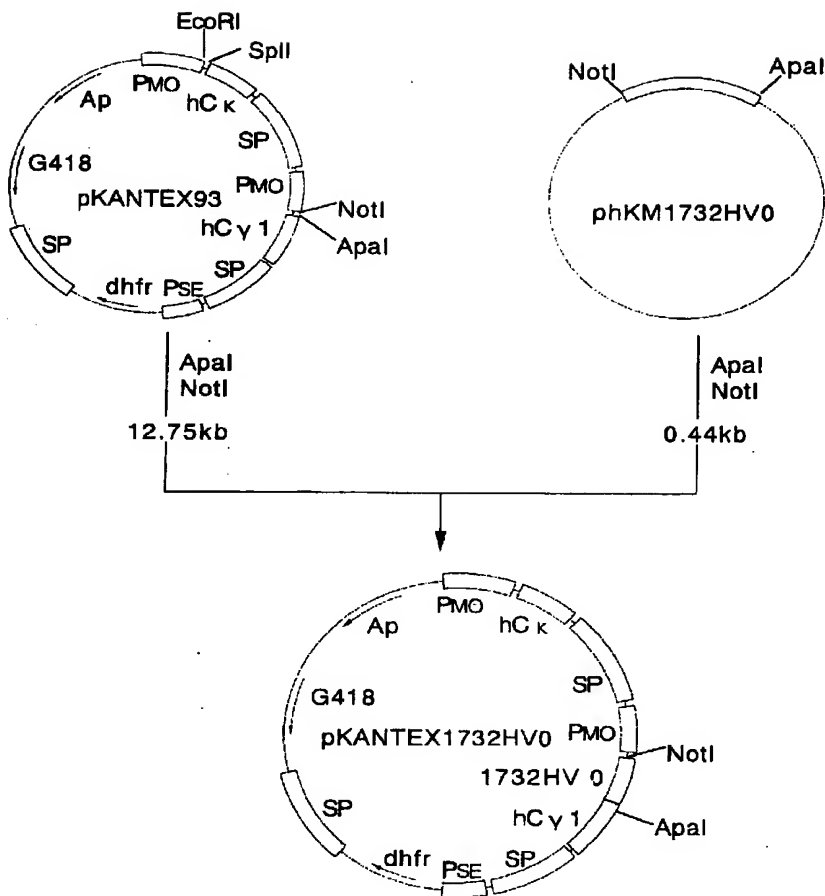 EcoRI
SplI
PMO
hCκ
Ap
SP
G418
pKANTEX93
PMO
NotI
hCγ1
ApaI
SP
SP
dhfr
PSE
NotI
ApaI
phKM1732HV0
ApaI
NotI
12.75kb
ApaI
NotI
0.44kb
PMO
hCκ
Ap
SP
G418
pKANTEX1732HV0
PMO
NotI
1732HV 0
hCγ1
ApaI
SP
SP
dhfr
PSE